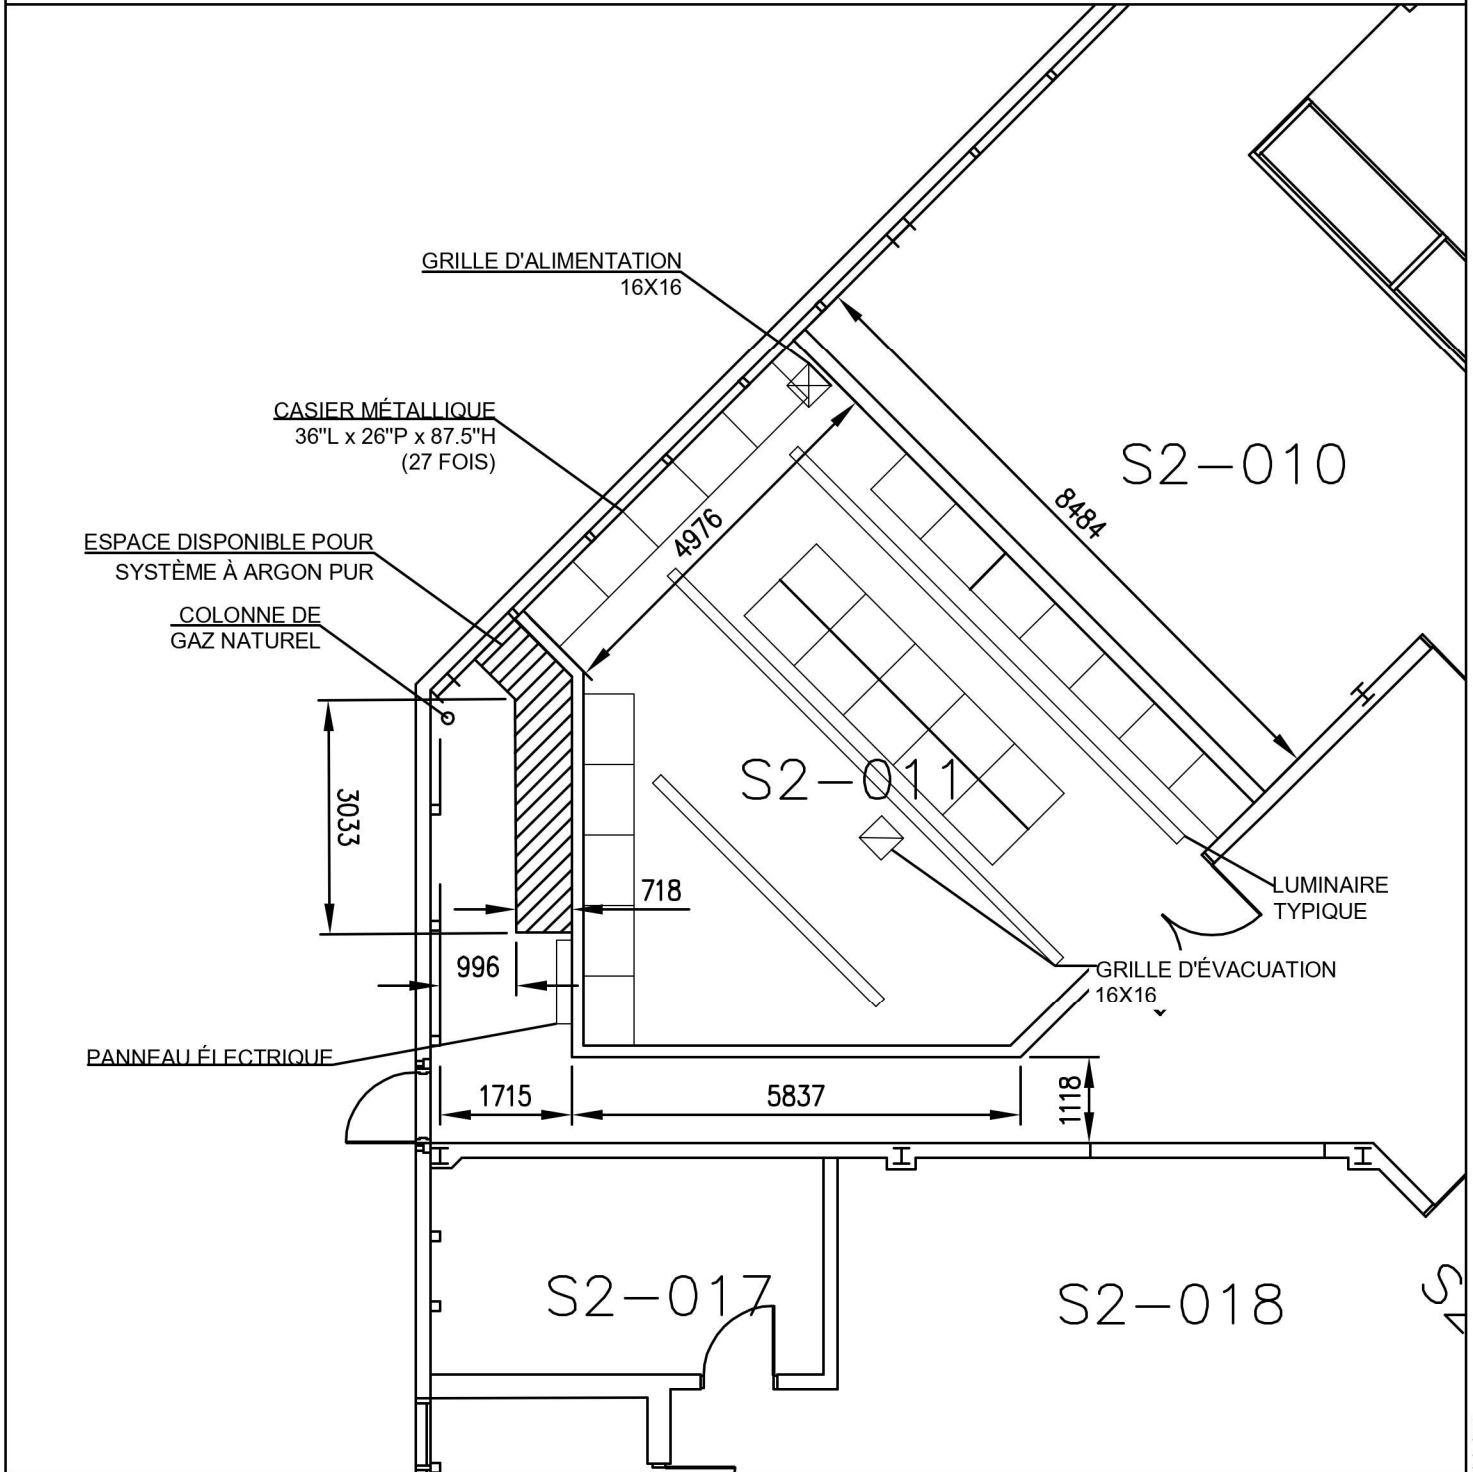 GRILLE D'ALIMENTATION
16X16
CASIER MÉTALLIQUE
36"L x 26"P x 87.5"H
(27 FOIS)
S2-010
8484
4976
ESPACE DISPONIBLE POUR
SYSTÈME À ARGON PUR
COLONNE DE
GAZ NATUREL
S2-011
3033
718
LUMINAIRE
TYPIQUE
996
GRILLE D'ÉVACUATION
16X16
PANNEAU ÉLECTRIQUE
1715
5837
1118
S2-017
S2-018